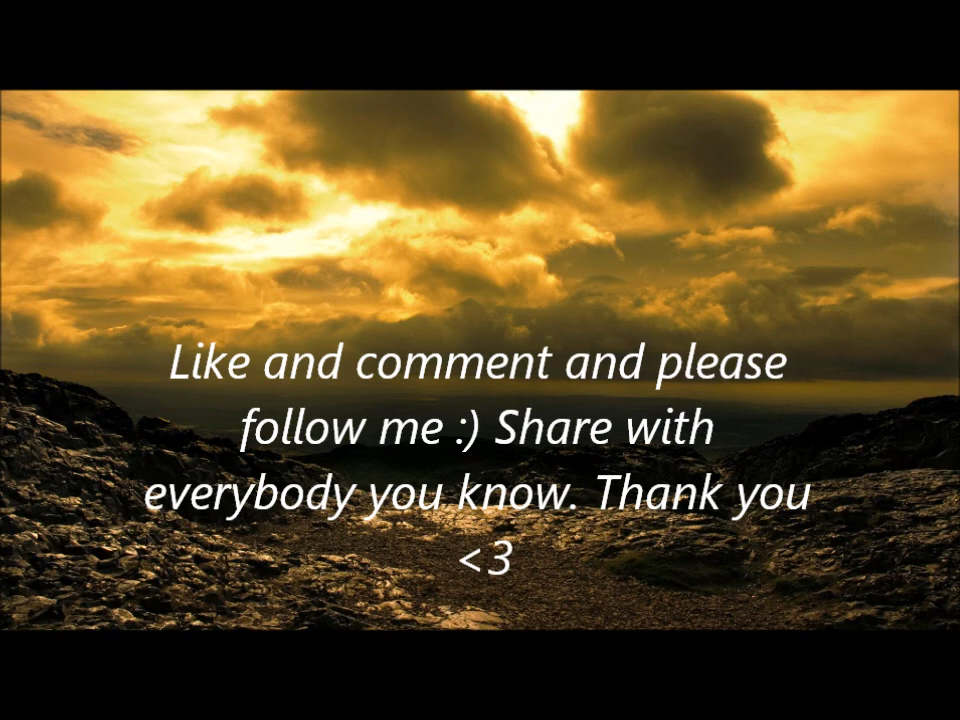 Like and comment and please
follow me :) Share with
everybody you know. Thank you
<3